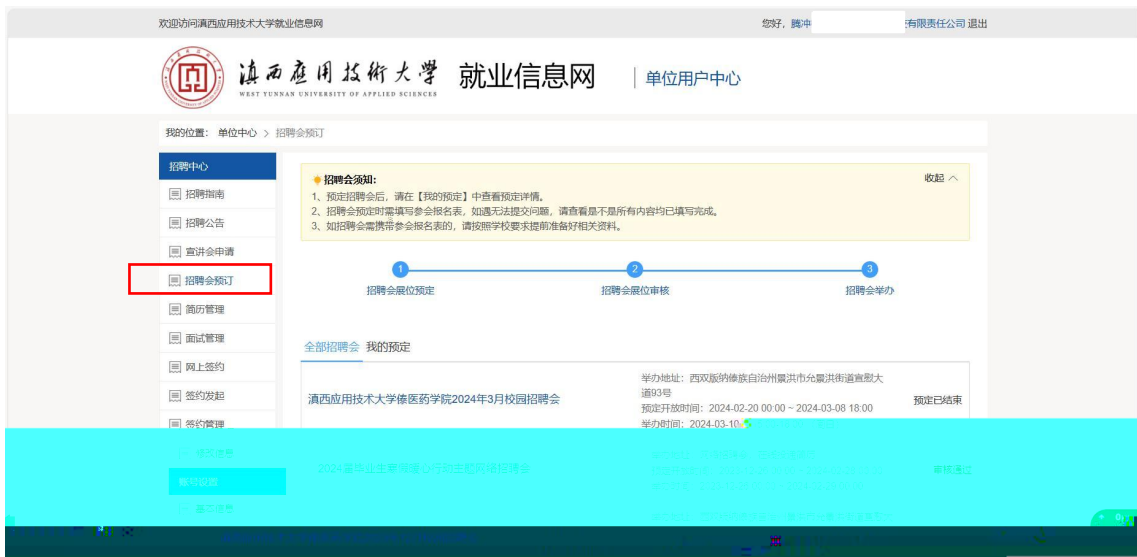 欢迎访问滇西应用技术大学就业信息网
您好，腾冲 有限责任公司 退出
滇西应用技术大学 就业信息网 单位用户中心
WEST YUNNAN UNIVERSITY OF APPLIED SCIENCES
我的位置： 单位中心 > 招聘会预订
招聘中心
招聘指南
招聘公告
宣讲会申请
招聘会预订
简历管理
面试管理
网上签约
签约发起
签约管理
招聘会须知:
收起
1、预定招聘会后，请在【我的预定】中查看预定详情。
2、招聘会预定时需填写参会报名表，如遇无法提交问题，请查看是不是所有内容均已填写完成。
3、如招聘会需携带参会报名表的，请按照学校要求提前准备好相关资料。
1
2
3
招聘会展位预定
招聘会展位审核
招聘会举办
全部招聘会 我的预定
滇西应用技术大学傣医药学院2024年3月校园招聘会
举办地址：西双版纳傣族自治州景洪市允景洪街道宣慰大
道93号
预定开放时间：2024-02-20 00:00 ~ 2024-03-08 18:00
举办时间：2024-03-10
预定已结束
审核通过
账号设置
基本信息